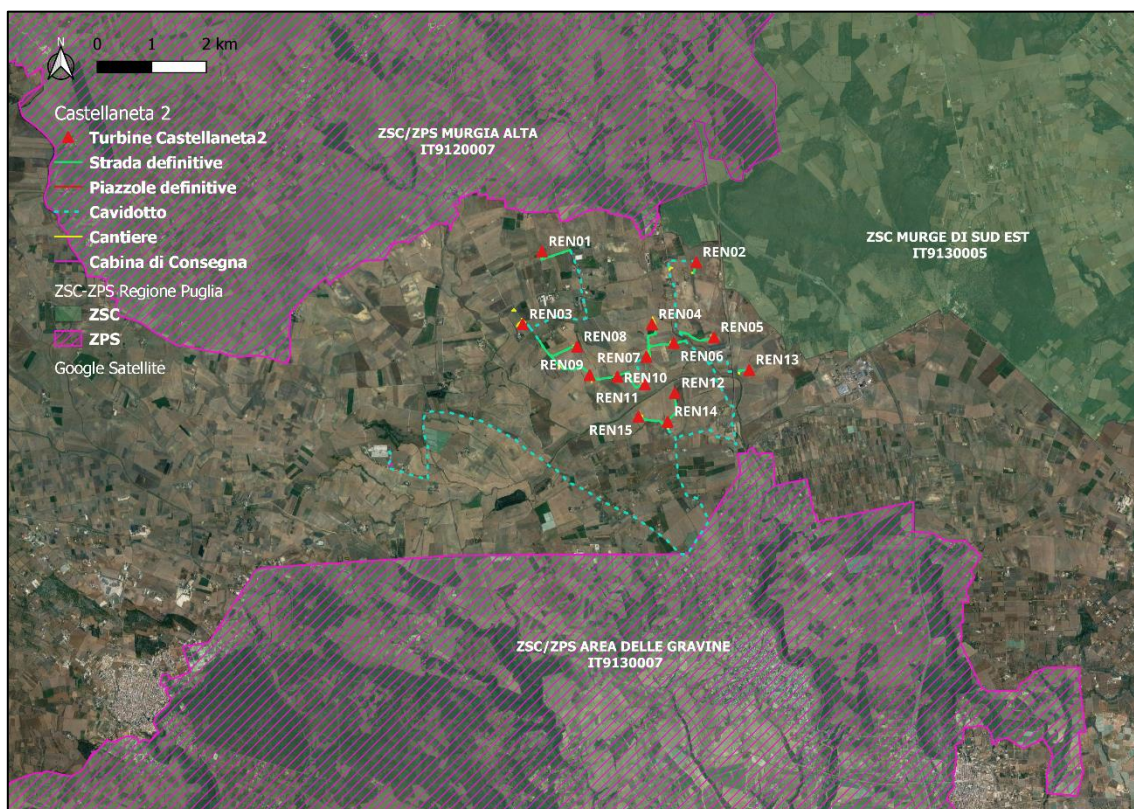 N
0 1 2 km
Castellaneta 2
Turbine Castellaneta2
Strada definitive
Piazzole definitive
Cavidotto
Cantiere
Cabina di Consegna
ZSC-ZPS Regione Puglia
ZSC
ZPS
Google Satellite
ZSC/ZPS MURGIA ALTA
IT9120007
ZSC MURGE DI SUD EST
IT9130005
REN01
REN02
REN03
REN04
REN05
REN08
REN06
REN07
REN09
REN13
REN10
REN12
REN11
REN14
REN15
ZSC/ZPS AREA DELLE GRAVINE
IT9130007